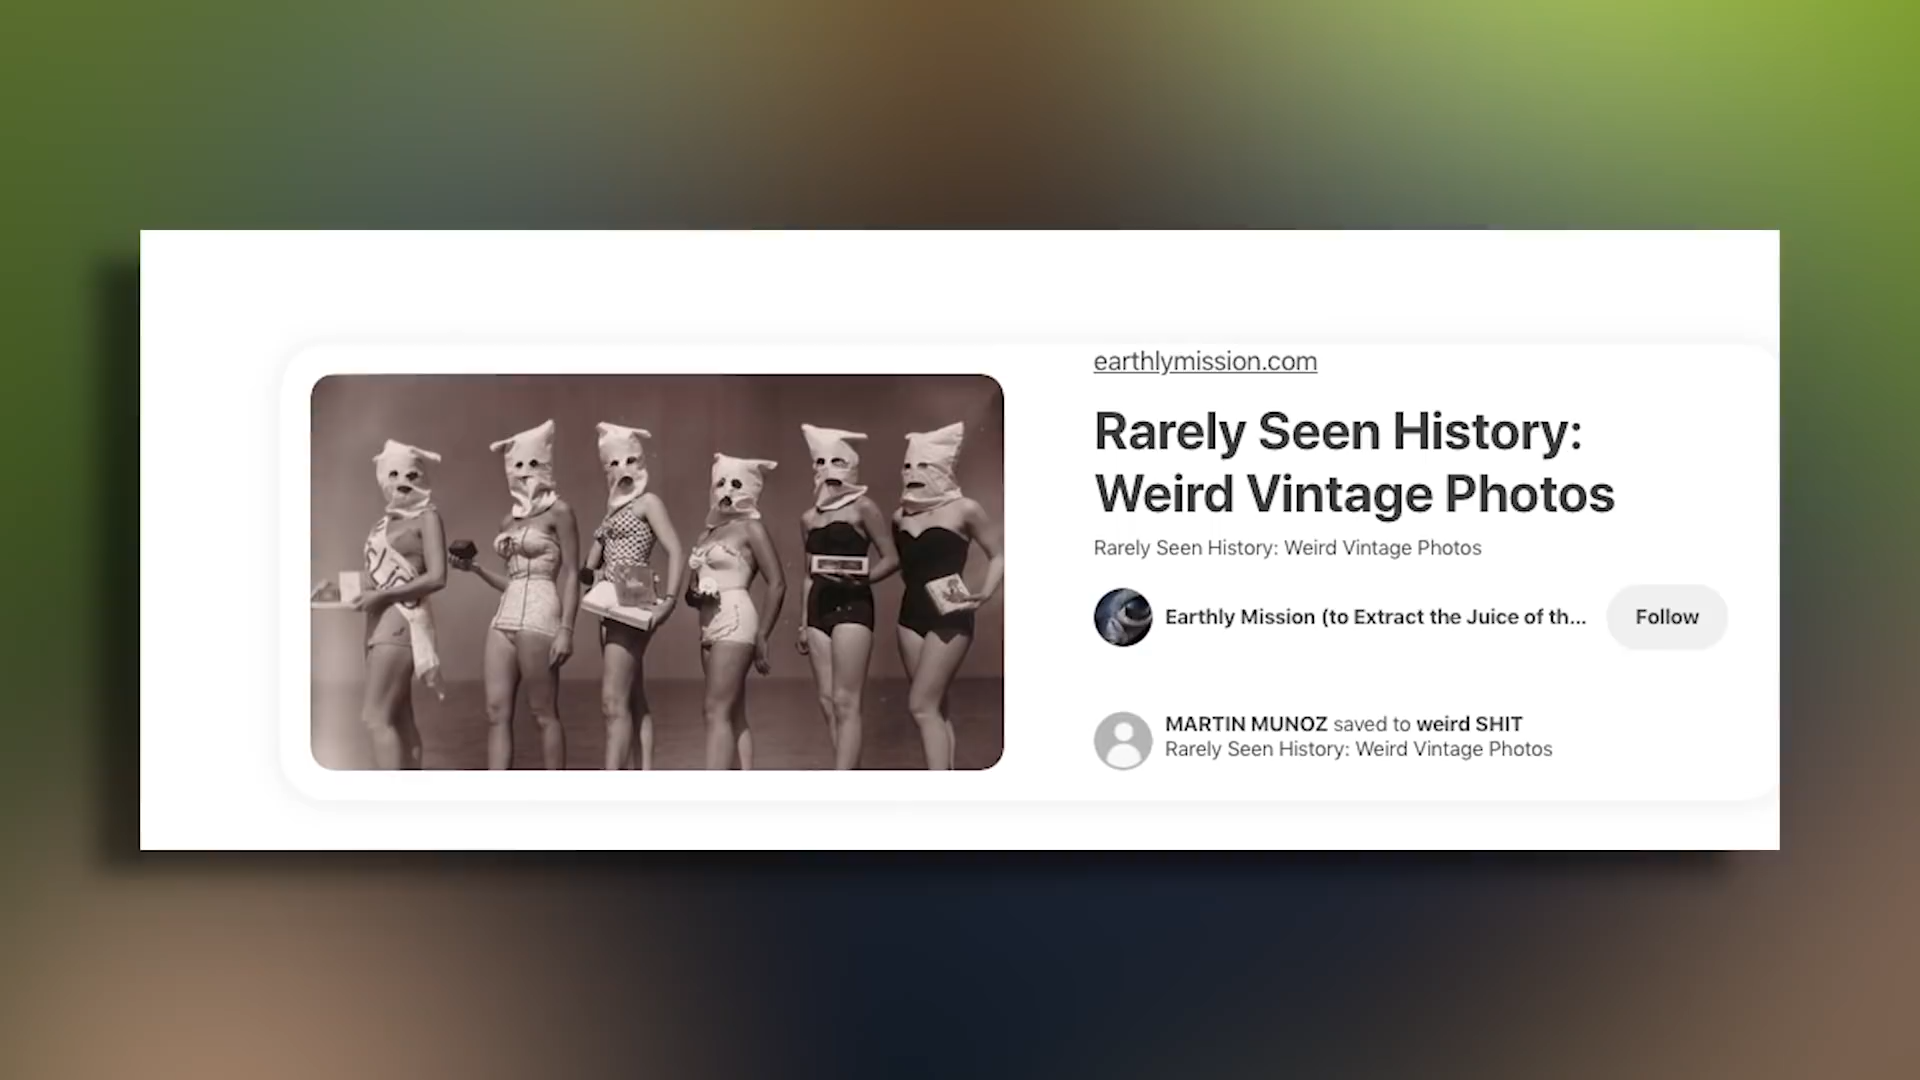 earthlymission.com
Rarely Seen History:
Weird Vintage Photos
Rarely Seen History: Weird Vintage Photos
Earthly Mission (to Extract the Juice of th...
Follow
MARTIN MUNOZ saved to weird SHIT
Rarely Seen History: Weird Vintage Photos